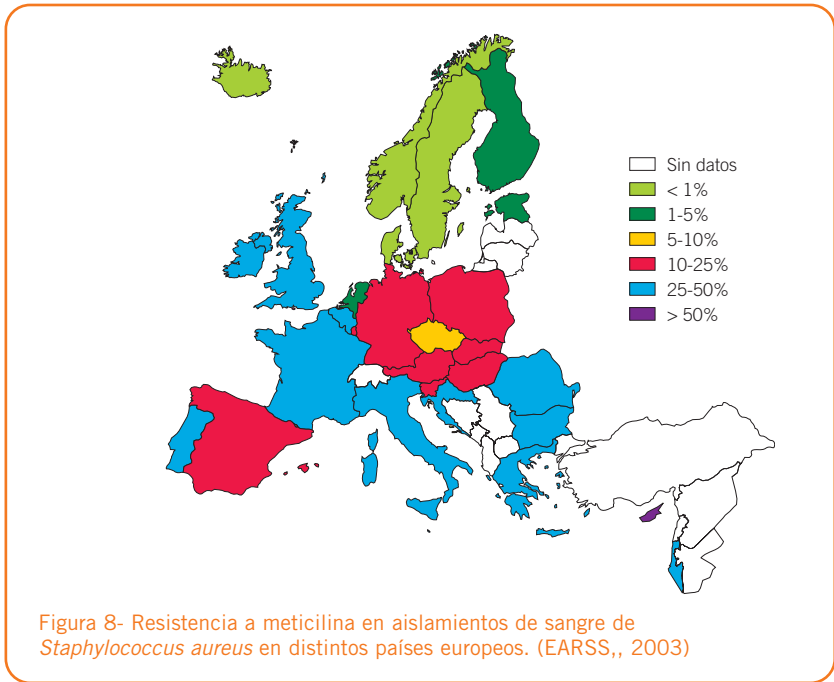 Sin datos
< 1%
1-5%
5-10%
10-25%
25-50%
> 50%
Figura 8- Resistencia a meticilina en aislamientos de sangre de
Staphylococcus aureus en distintos países europeos. (EARSS,, 2003)